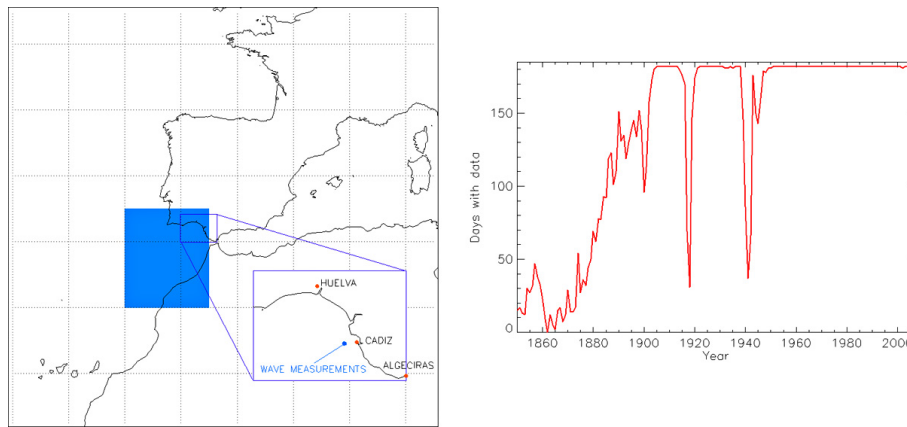 HUELVA
CADIZ
WAVE MEASUREMENTS
ALGECIRAS
Days with data
150
100
50
0
1860 1880 1900 1920 1940 1960 1980 2000
Year